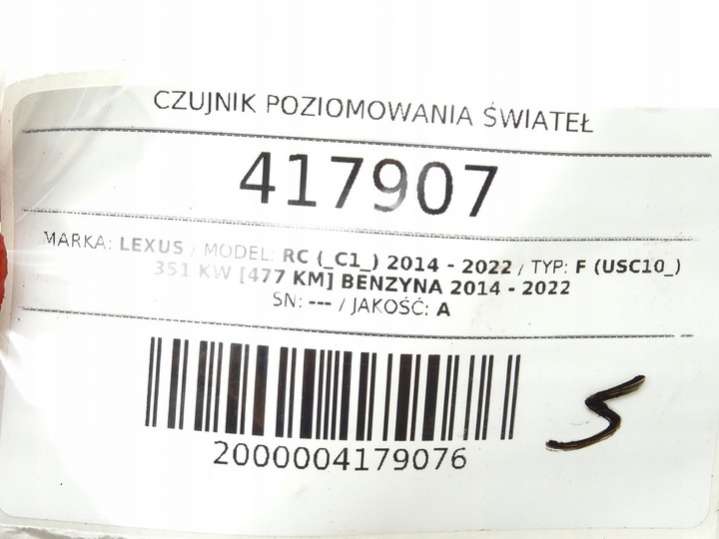 CZUJNIK POZIOMOWANIA ŚWIATEŁ
417907
MARKA: LEXUS / MODEL: RC (_C1_) 2014 - 2022 / TYP: F (USC10_)
351 KW [477 KM] BENZYNA 2014 - 2022
SN: --- / JAKOŚĆ: A
2000004179076
S